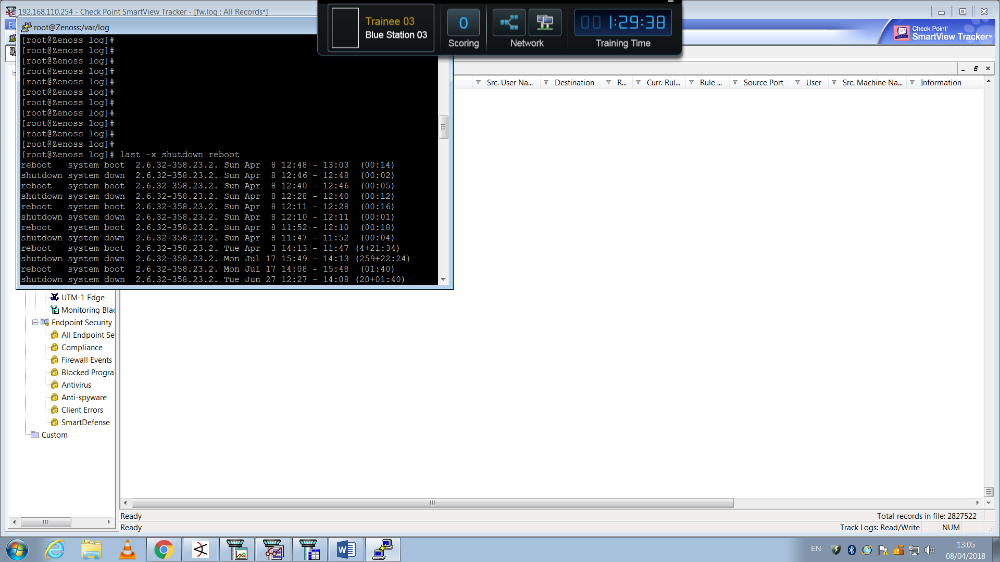 192.168.110.254 - Check Point SmartView Tracker - [fw.log : All Records*]
Trainee 03
Blue Station 03
0
Scoring
Network
00 1:29:38
Training Time
Check Point
SmartView Tracker
root@Zenoss:/var/log
[root@Zenoss log]#
[root@Zenoss log]#
[root@Zenoss log]#
[root@Zenoss log]#
[root@Zenoss log]#
[root@Zenoss log]#
[root@Zenoss log]#
[root@Zenoss log]#
[root@Zenoss log]#
[root@Zenoss log]#
[root@Zenoss log]#
[root@Zenoss log]# last -x shutdown reboot
reboot   system boot  2.6.32-358.23.2. Sun Apr  8 12:48 - 13:03  (00:14)
shutdown system down  2.6.32-358.23.2. Sun Apr  8 12:46 - 12:48  (00:02)
reboot   system boot  2.6.32-358.23.2. Sun Apr  8 12:40 - 12:46  (00:05)
shutdown system down  2.6.32-358.23.2. Sun Apr  8 12:28 - 12:40  (00:12)
reboot   system boot  2.6.32-358.23.2. Sun Apr  8 12:11 - 12:28  (00:16)
shutdown system down  2.6.32-358.23.2. Sun Apr  8 12:10 - 12:11  (00:01)
reboot   system boot  2.6.32-358.23.2. Sun Apr  8 11:52 - 12:10  (00:18)
shutdown system down  2.6.32-358.23.2. Sun Apr  8 11:47 - 11:52  (00:04)
reboot   system boot  2.6.32-358.23.2. Tue Apr  3 14:13 - 11:47 (4+21:34)
shutdown system down  2.6.32-358.23.2. Mon Jul 17 15:49 - 14:13 (259+22:24)
reboot   system boot  2.6.32-358.23.2. Mon Jul 17 14:08 - 15:48  (01:40)
shutdown system down  2.6.32-358.23.2. Tue Jun 27 12:27 - 14:08 (20+01:40)
Src. User Na... Destination R... Curr. Rul... Rule ... Source Port User Src. Machine Na... Information
UTM-1 Edge
Monitoring Bla
Endpoint Security
All Endpoint Se
Compliance
Firewall Events
Blocked Progra
Antivirus
Anti-spyware
Client Errors
SmartDefense
Custom
Ready
Total records in file: 2827522
Ready
Track Logs: Read/Write
NUM
EN
13:05
08/04/2018